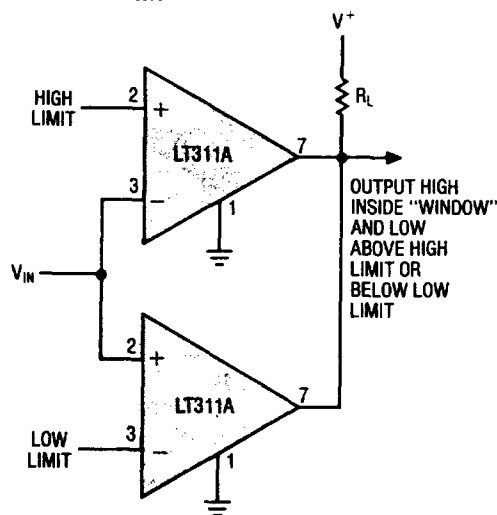 V+
HIGH
LIMIT
2
+
LT311A
7
RL
3
−
1
OUTPUT HIGH
INSIDE "WINDOW"
AND LOW
ABOVE HIGH
LIMIT OR
BELOW LOW
LIMIT
VIN
2
+
LT311A
7
LOW
LIMIT
3
−
1